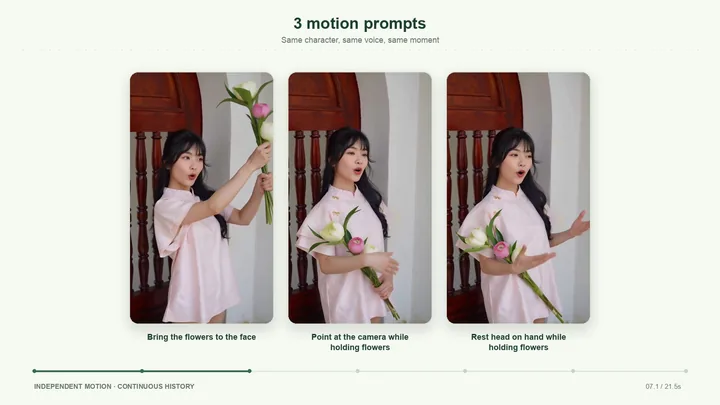 3 motion prompts
Same character, same voice, same moment
Bring the flowers to the face
Point at the camera while
holding flowers
Rest head on hand while
holding flowers
INDEPENDENT MOTION · CONTINUOUS HISTORY
07.1 / 21.5s